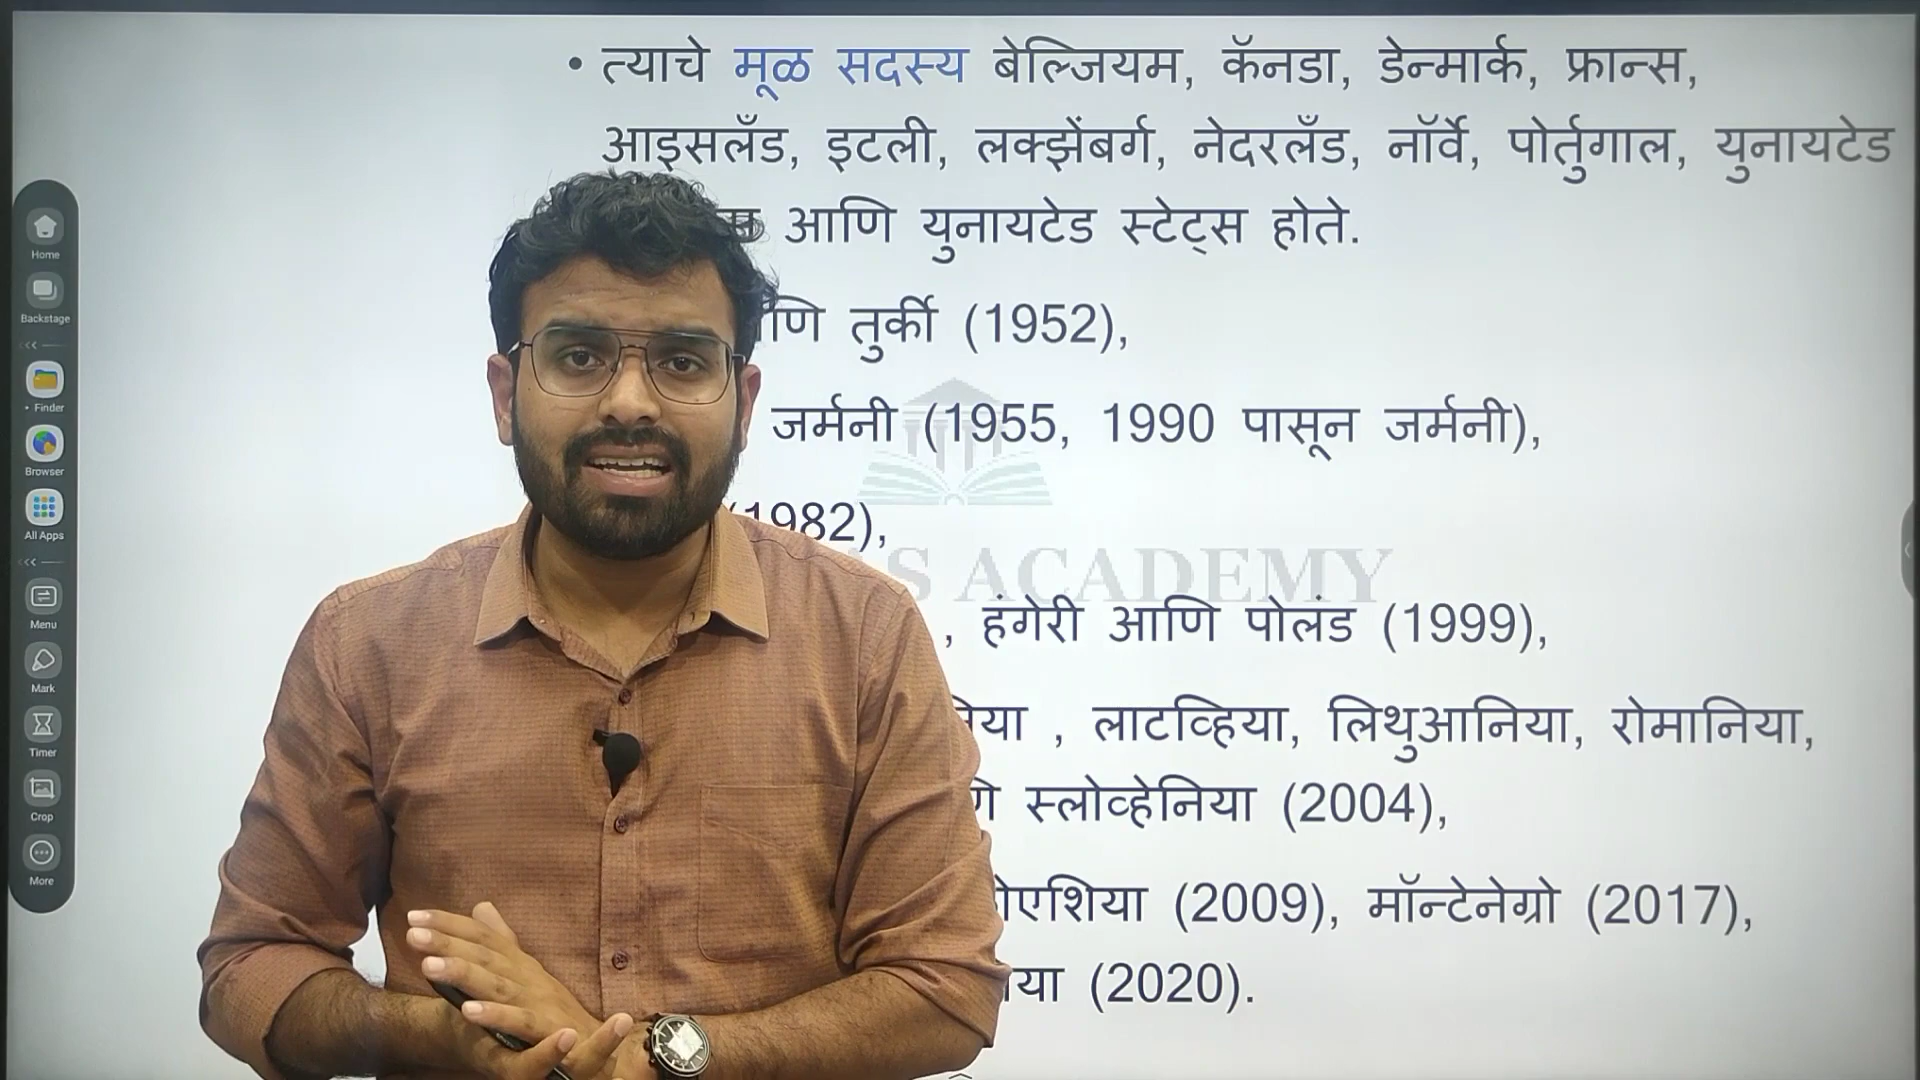 • त्याचे मूळ सदस्य बेल्जियम, कॅनडा, डेन्मार्क, फ्रान्स,
आइसलँड, इटली, लक्झेंबर्ग, नेदरलँड, नॉर्वे, पोर्तुगाल, युनायटेड
आणि युनायटेड स्टेट्स होते.
तुर्की (1952),
जर्मनी (1955, 1990 पासून जर्मनी),
(1982),
, हंगेरी आणि पोलंड (1999),
, लाटव्हिया, लिथुआनिया, रोमानिया,
स्लोव्हेनिया (2004),
(2009), मॉन्टेनेग्रो (2017),
(2020).
ACADEMY
Home
Backstage
Finder
Browser
All Apps
Menu
Mark
Timer
Crop
More